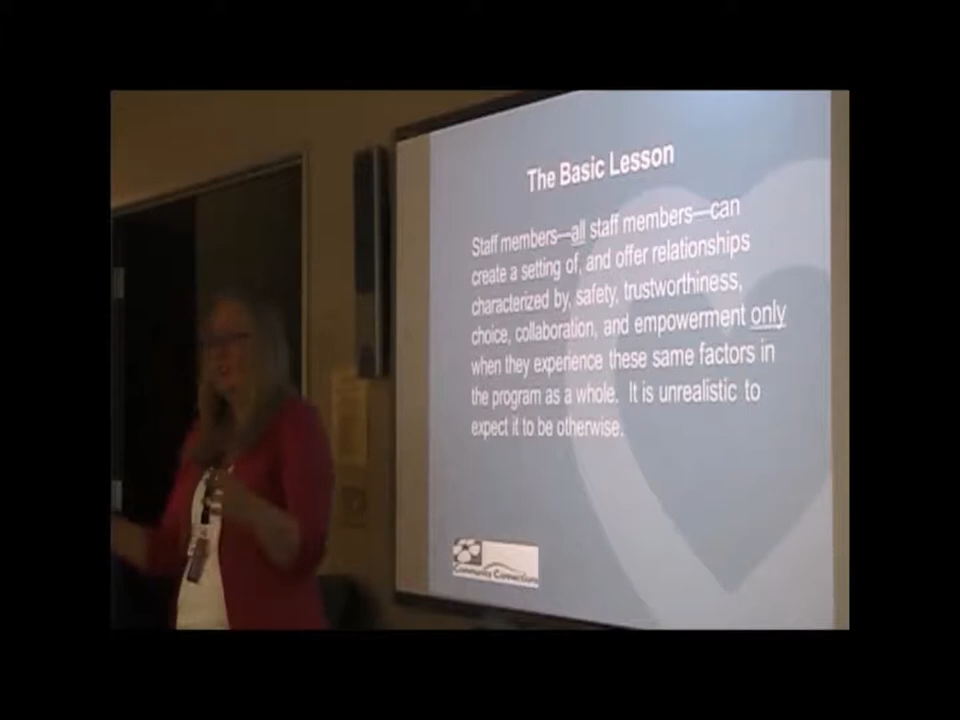 The Basic Lesson
Staff members—all staff members—can
create a setting of, and offer relationships
characterized by, safety, trustworthiness,
choice, collaboration, and empowerment only
when they experience these same factors in
the program as a whole. It is unrealistic to
expect it to be otherwise.
Community Connections